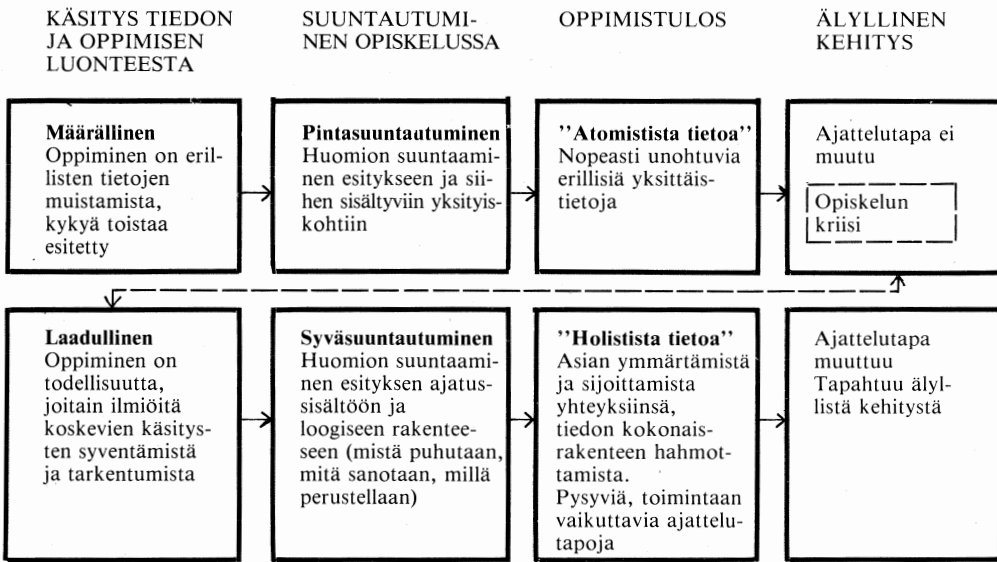 KÄSITYS TIEDON
JA OPPIMISEN
LUONTEESTA
SUUNTAUTUMI-
NEN OPISKELUSSA
OPPIMISTULOS
ÄLYLLINEN
KEHITYS
Määrällinen
Oppiminen on eril-
listen tietojen
muistamista,
kykyä toistaa
esitetty
Pintasuuntautuminen
Huomion suuntaami-
nen esitykseen ja sii-
hen sisältyviin yksityis-
kohtiin
''Atomistista tietoa''
Nopeasti unohtuvia
erillisiä yksittäis-
tietoja
Ajattelutapa ei
muutu
Opiskelun
kriisi
Laadullinen
Oppiminen on
todellisuutta,
joitain ilmiöitä
koskevien käsitys-
ten syventämistä
ja tarkentumista
Syväsuuntautuminen
Huomion suuntaami-
nen esityksen ajatus-
sisältöön ja
loogiseen rakentee-
seen (mistä puhutaan,
mitä sanotaan, millä
perustellaan)
''Holistista tietoa''
Asian ymmärtämistä
ja sijoittamista
yhteyksiinsä,
tiedon kokonais-
rakenteen hahmot-
tamista.
Pysyviä, toimintaan
vaikuttavia ajattelu-
tapoja
Ajattelutapa
muuttuu
Tapahtuu älyl-
listä kehitystä